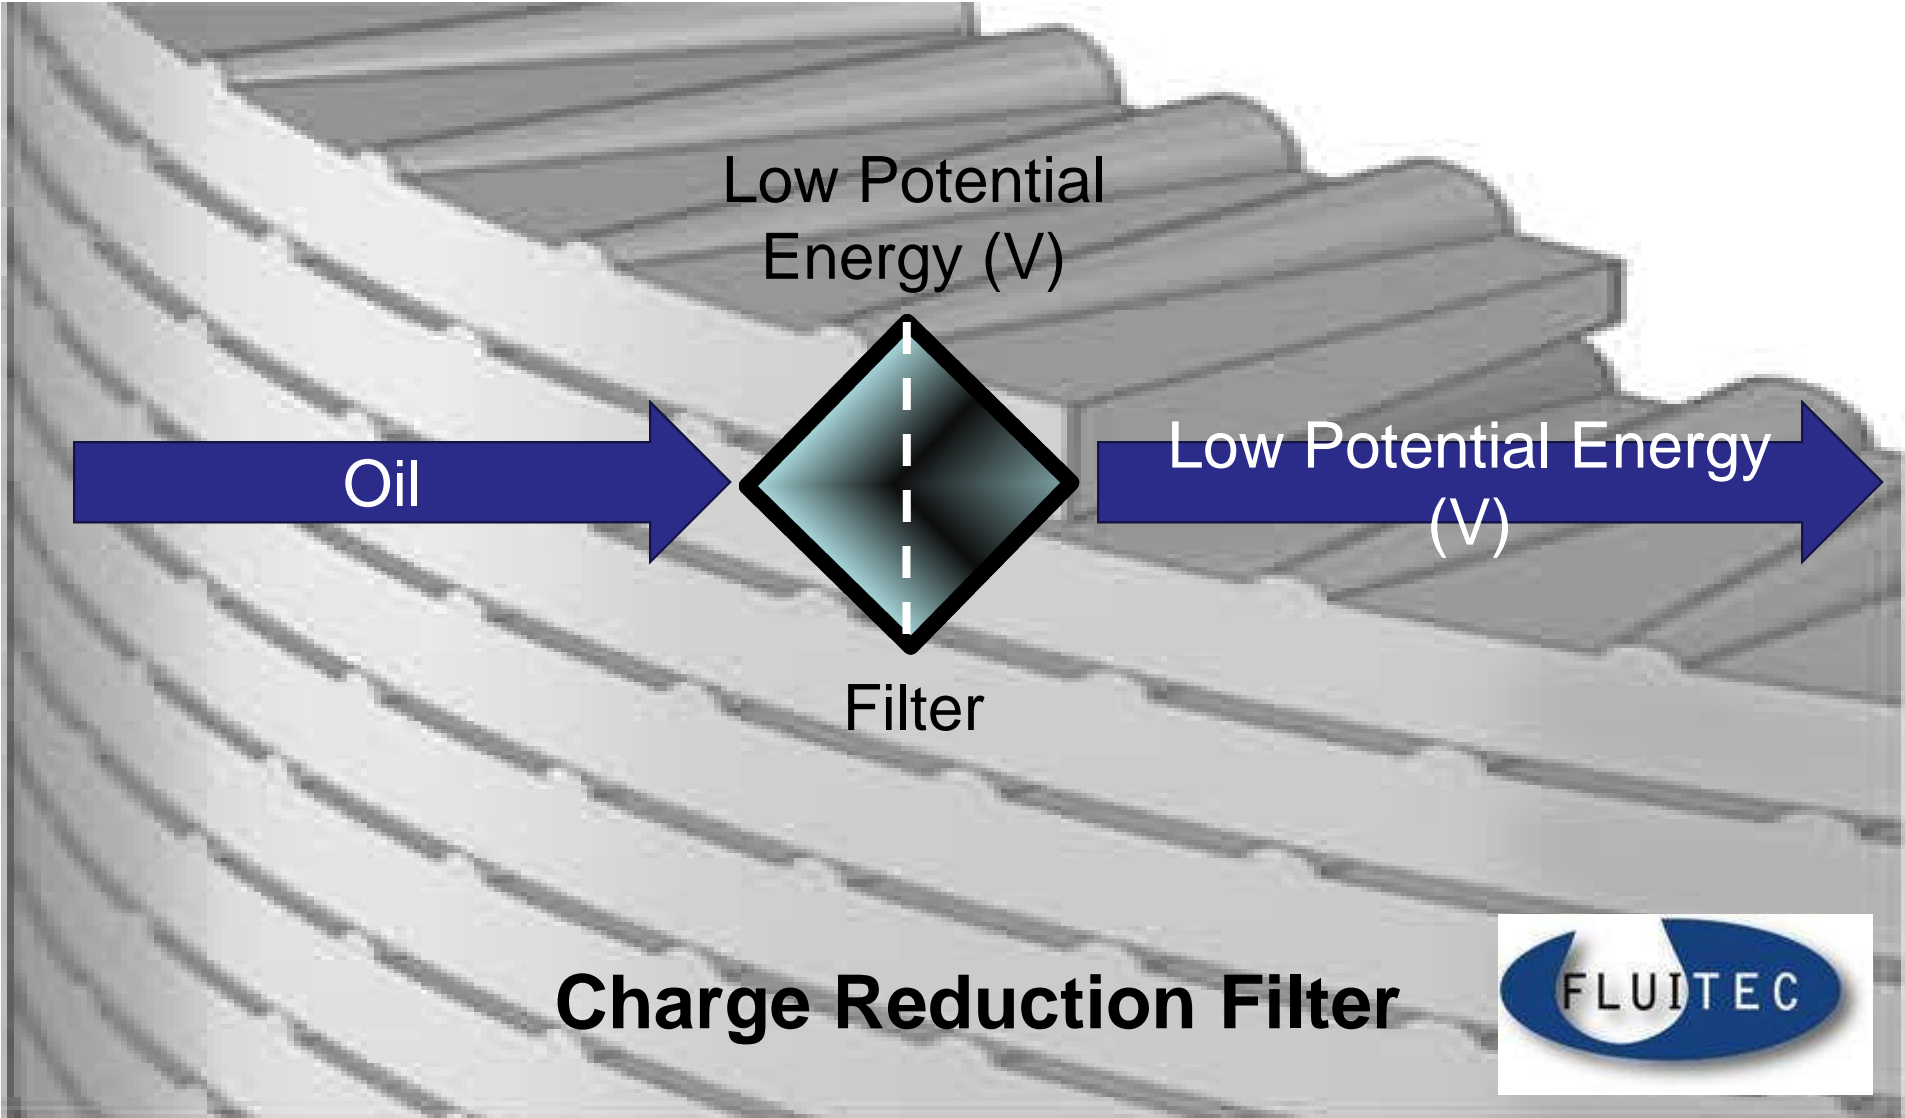 Low Potential
Energy (V)
Oil
Low Potential Energy
(V)
Filter
Charge Reduction Filter
FLUITEC